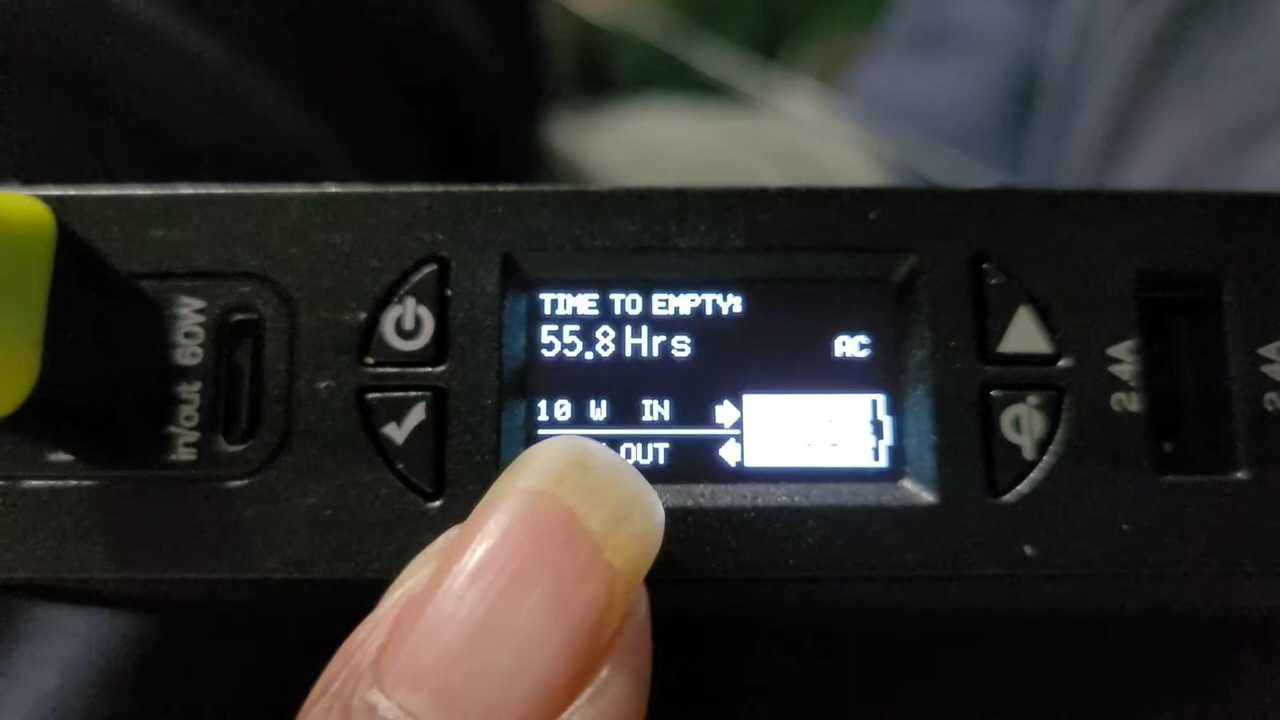 TIME TO EMPTY:
55.8 Hrs
AC
10 W IN
OUT
in/out 60W
2.4A